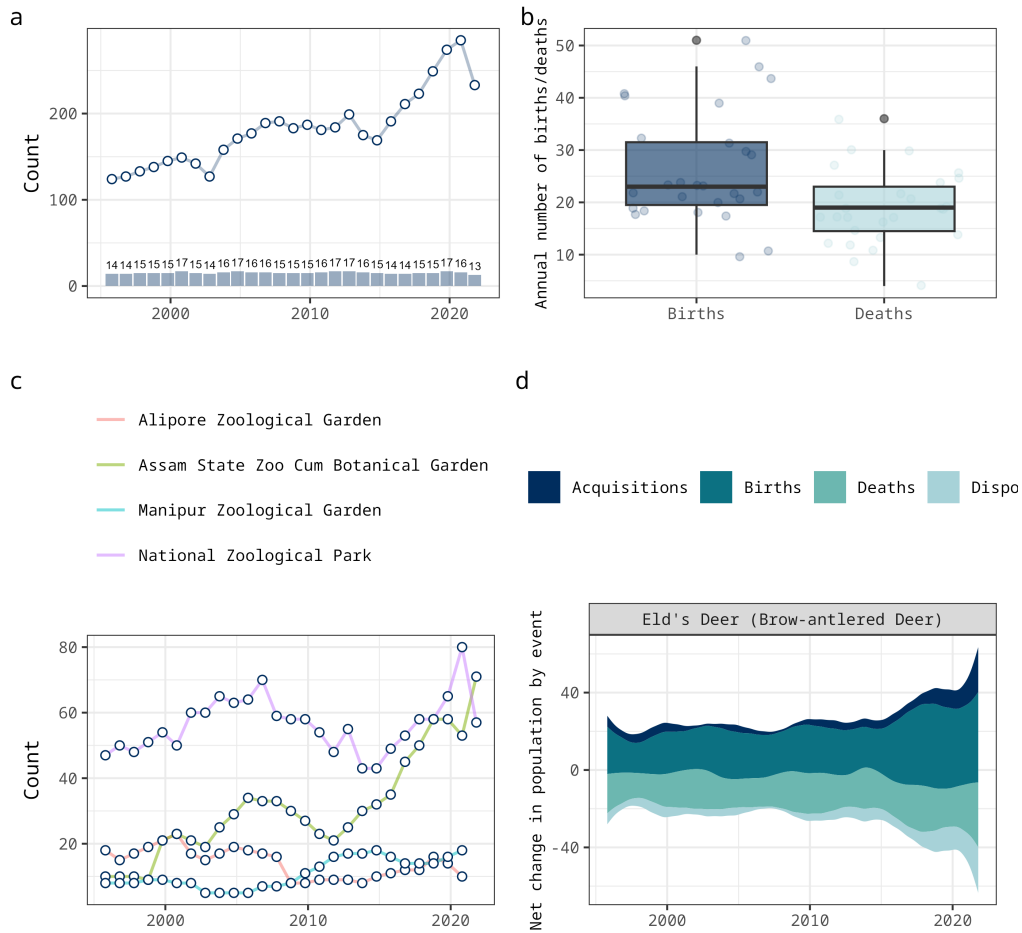 a
Count
200
100
0
14 14 15 15 15 17 15 14 16 17 16 16 15 15 15 16 17 17 16 15 14 14 15 15 17 16 13
2000 2010 2020
b
Annual number of births/deaths
50
40
30
20
10
Births Deaths
c
Alipore Zoological Garden
Assam State Zoo Cum Botanical Garden
Manipur Zoological Garden
National Zoological Park
Count
80
60
40
20
2000 2010 2020
d
Acquisitions Births Deaths Dispo
Eld's Deer (Brow-antlered Deer)
Net change in population by event
40
0
-40
2000 2010 2020